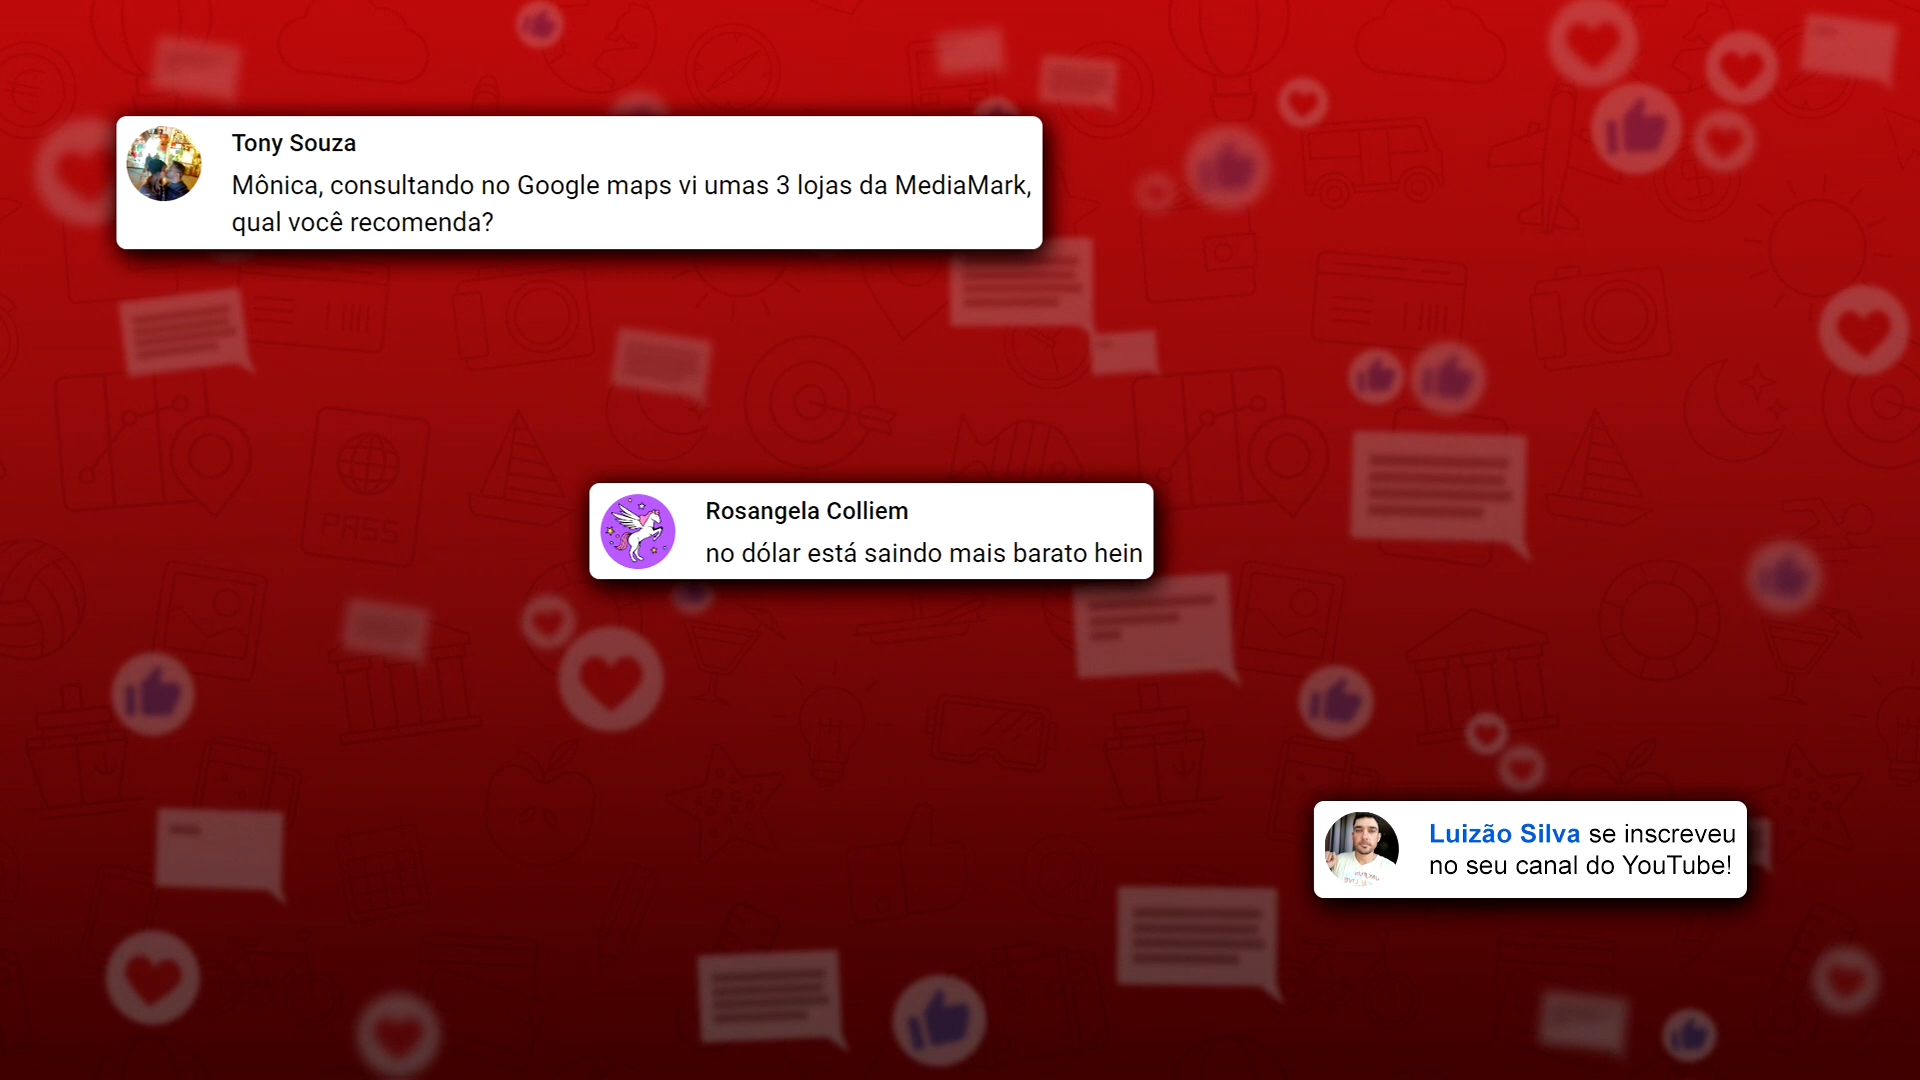 Tony Souza
Mônica, consultando no Google maps vi umas 3 lojas da MediaMark,
qual você recomenda?
Rosangela Colliem
no dólar está saindo mais barato hein
PASS
Luizão Silva se inscreveu
no seu canal do YouTube!